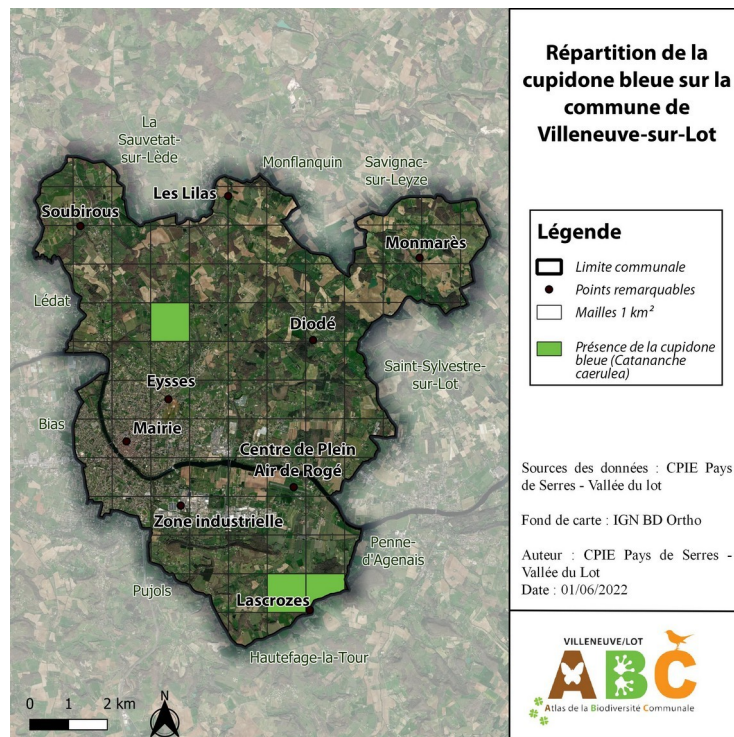 Répartition de la
cupidone bleue sur la
commune de
Villeneuve-sur-Lot
La
Sauvetat-
sur-Lède
Monflanquin
Savignac-
sur-Leyze
Les Lilas
Soubirous
Monmarès
Lédat
Diodé
Saint-Sylvestre-
sur-Lot
Eysses
Bias
Mairie
Centre de Plein
Air de Rogé
Zone industrielle
Penne-
d'Agenais
Pujols
Lascrozes
Hautefage-la-Tour
0 1 2 km
N
Légende
Limite communale
Points remarquables
Mailles 1 km²
Présence de la cupidone
bleue (Catananche
caerulea)
Sources des données : CPIE Pays
de Serres - Vallée du lot
Fond de carte : IGN BD Ortho
Auteur : CPIE Pays de Serres -
Vallée du Lot
Date : 01/06/2022
VILLENEUVE/LOT
ABC
Atlas de la Biodiversité Communale